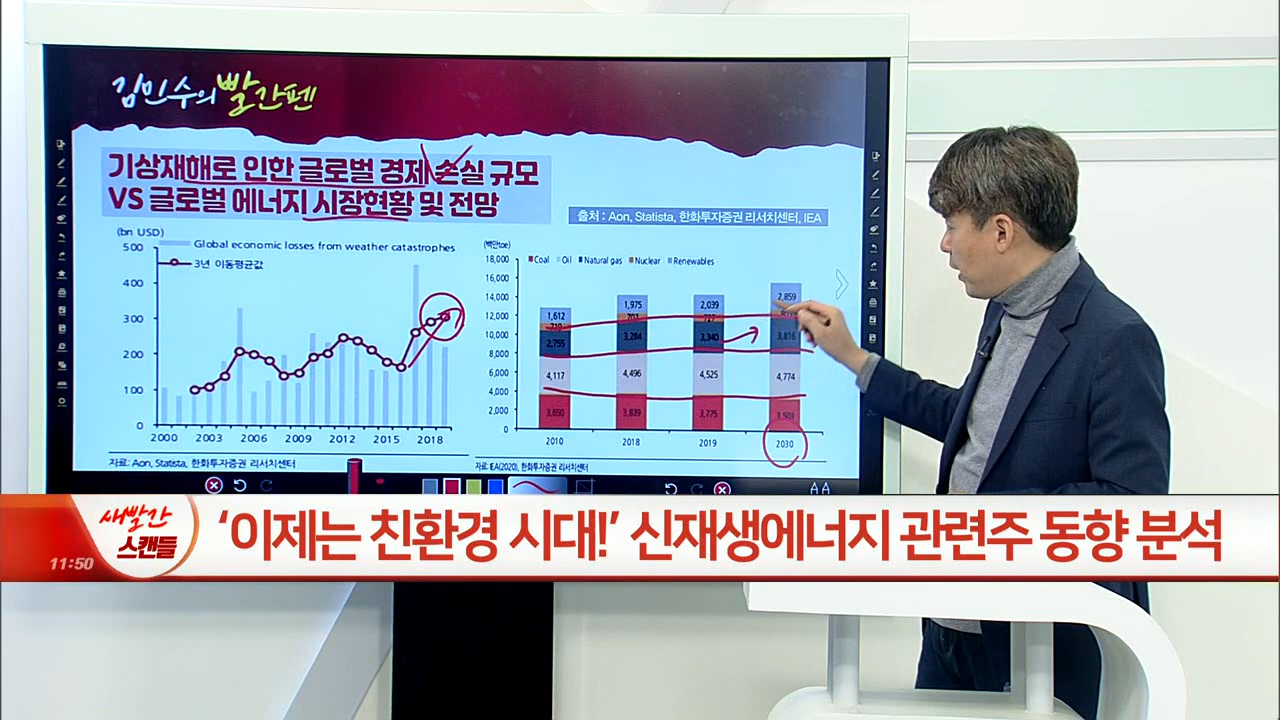 김민수의 빨간펜
기상재해로 인한 글로벌 경제 손실 규모
VS 글로벌 에너지 시장현황 및 전망
출처 : Aon, Statista, 한화투자증권 리서치센터, IEA
(bn USD)
Global economic losses from weather catastrophes
3년 이동평균값
500
400
300
200
100
0
2000 2003 2006 2009 2012 2015 2018
자료: Aon, Statista, 한화투자증권 리서치센터
(백만toe)
Coal Oil Natural gas Nuclear Renewables
18,000
16,000
14,000
12,000
10,000
8,000
6,000
4,000
2,000
0
1,612 1,975 2,039 2,859
2,755 3,284 3,340 3,816
4,117 4,496 4,525 4,774
3,650 3,839 3,775 3,503
2010 2018 2019 2030
자료: IEA(2020), 한화투자증권 리서치센터
A A
새빨간
스캔들
11:50
‘이제는 친환경 시대!’ 신재생에너지 관련주 동향 분석